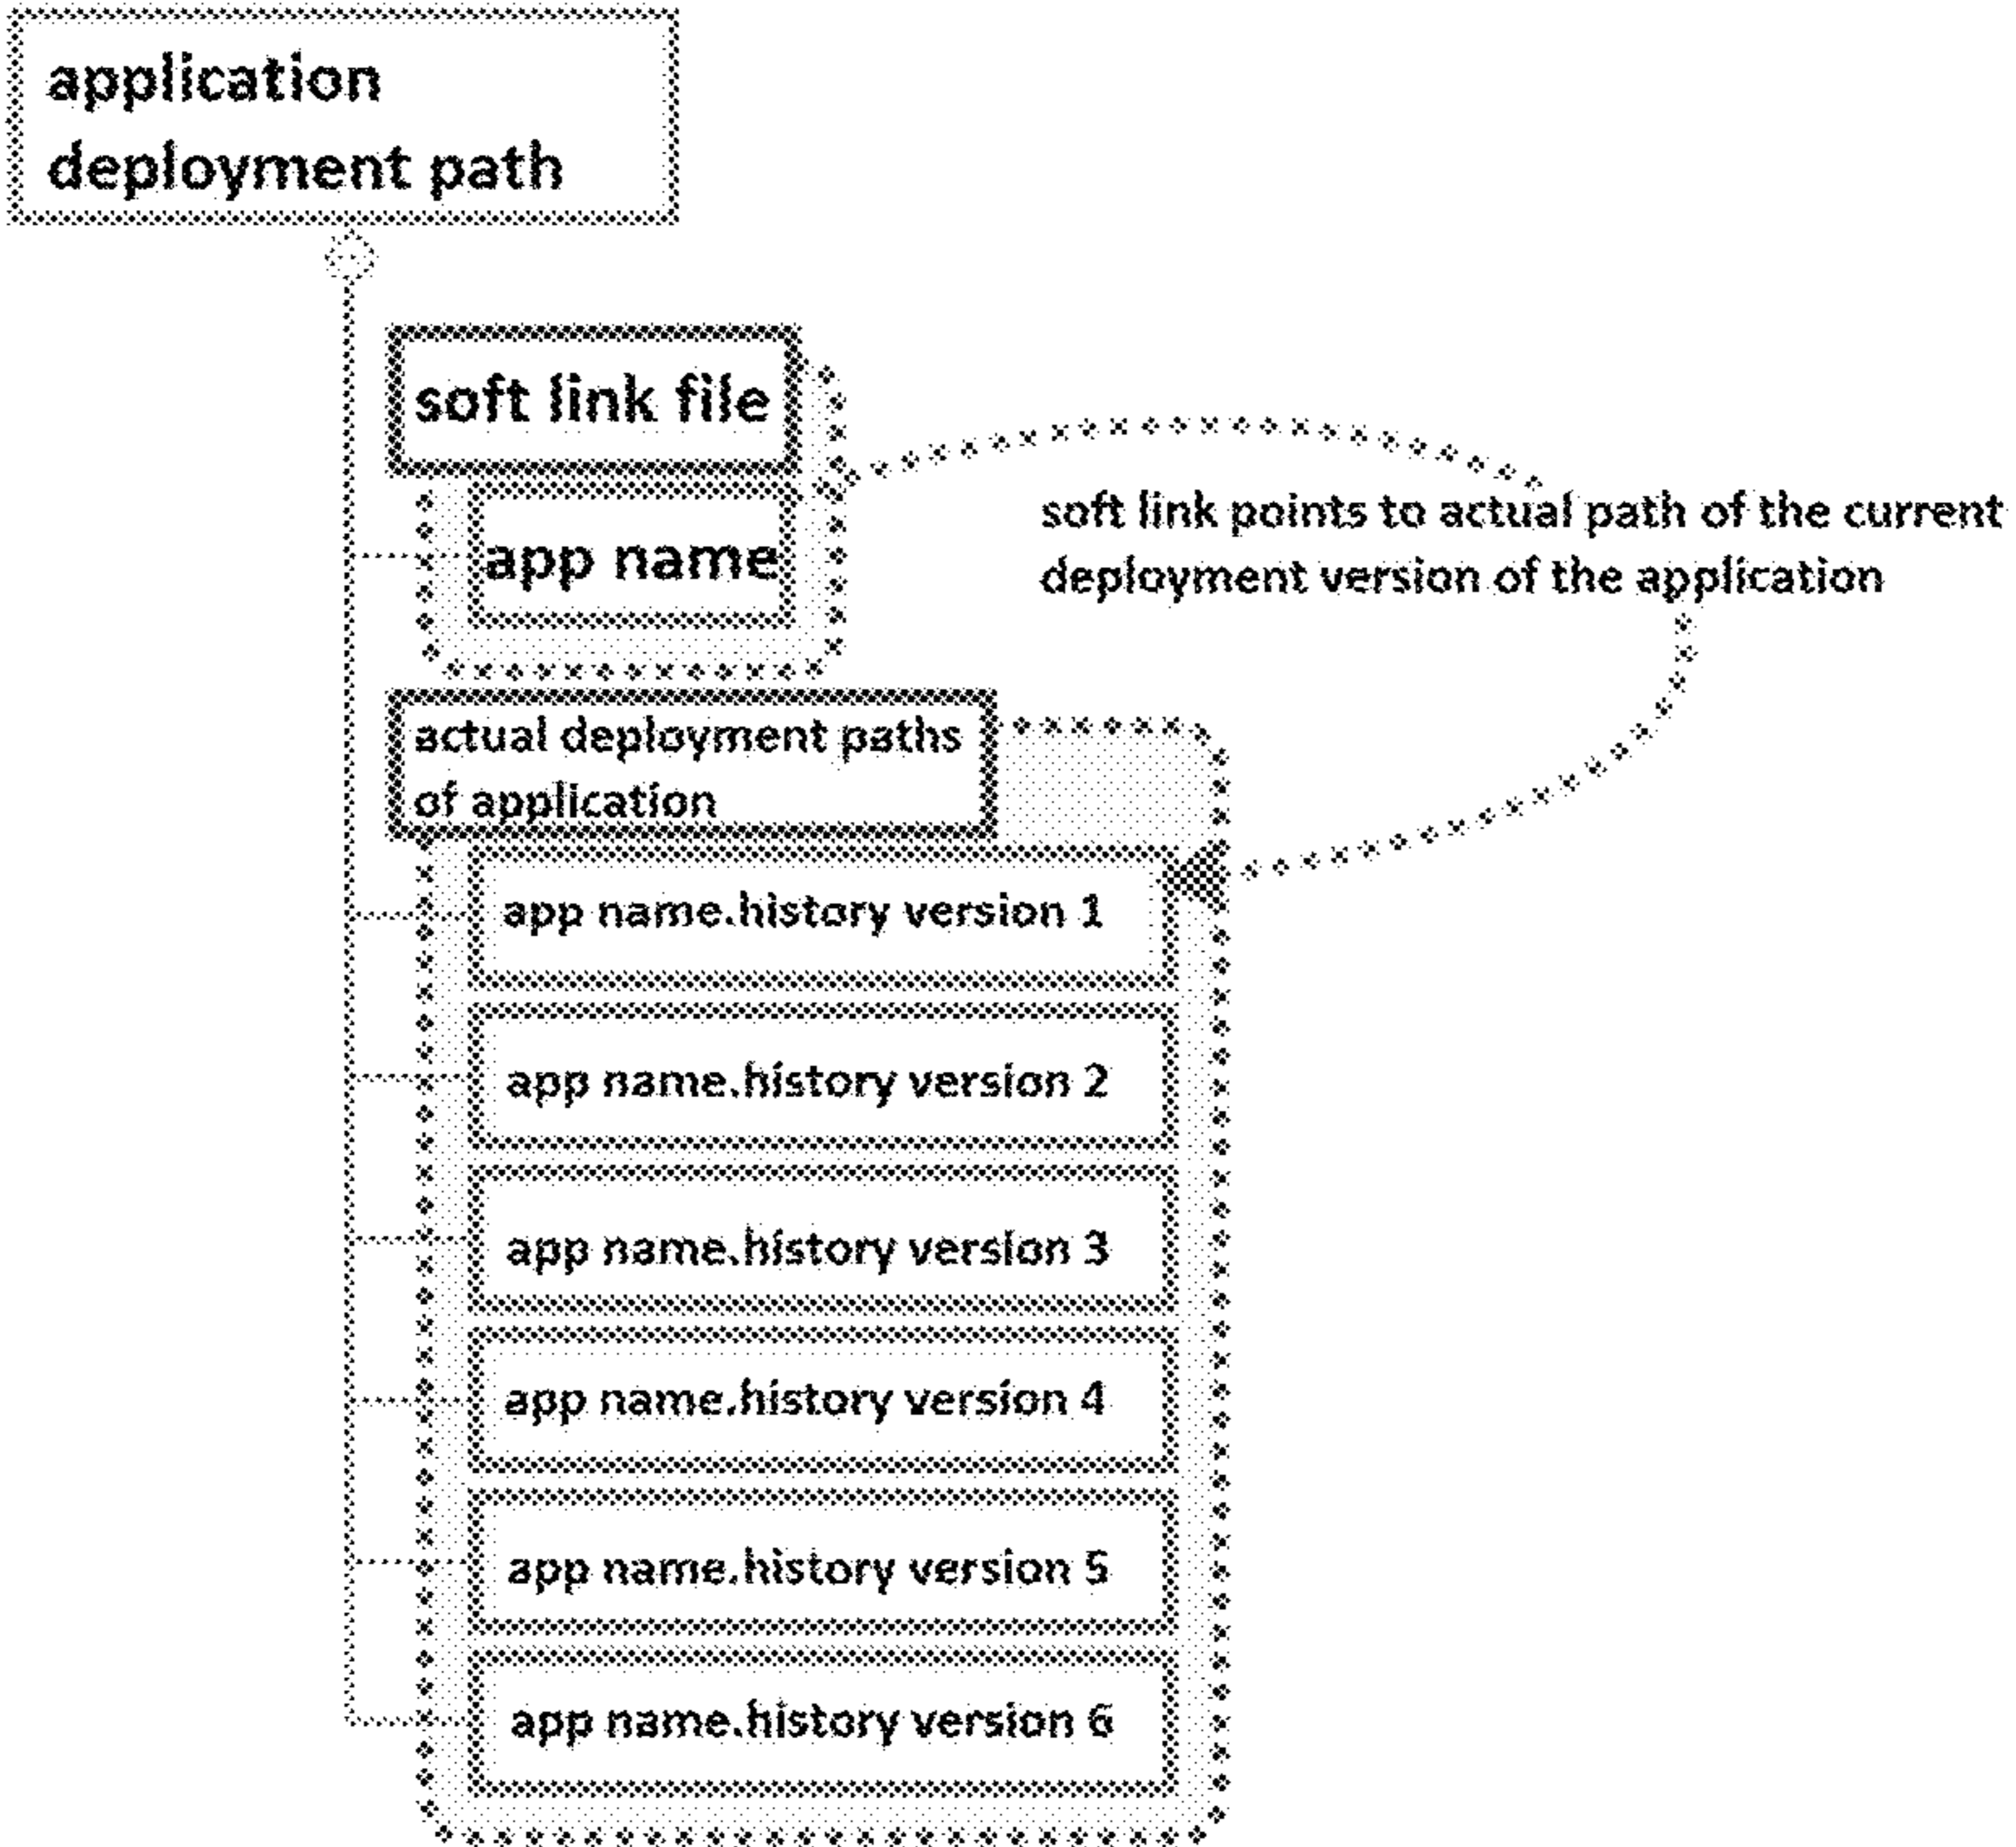 application
deployment path
soft link file
app name
soft link points to actual path of the current
deployment version of the application
actual deployment paths
of application
app name.history version 1
app name.history version 2
app name.history version 3
app name.history version 4
app name.history version 5
app name.history version 6